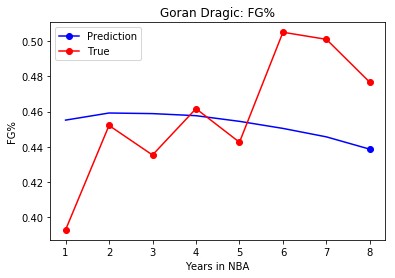 Goran Dragic: FG%
Prediction
True
FG%
0.50
0.48
0.46
0.44
0.42
0.40
1 2 3 4 5 6 7 8
Years in NBA